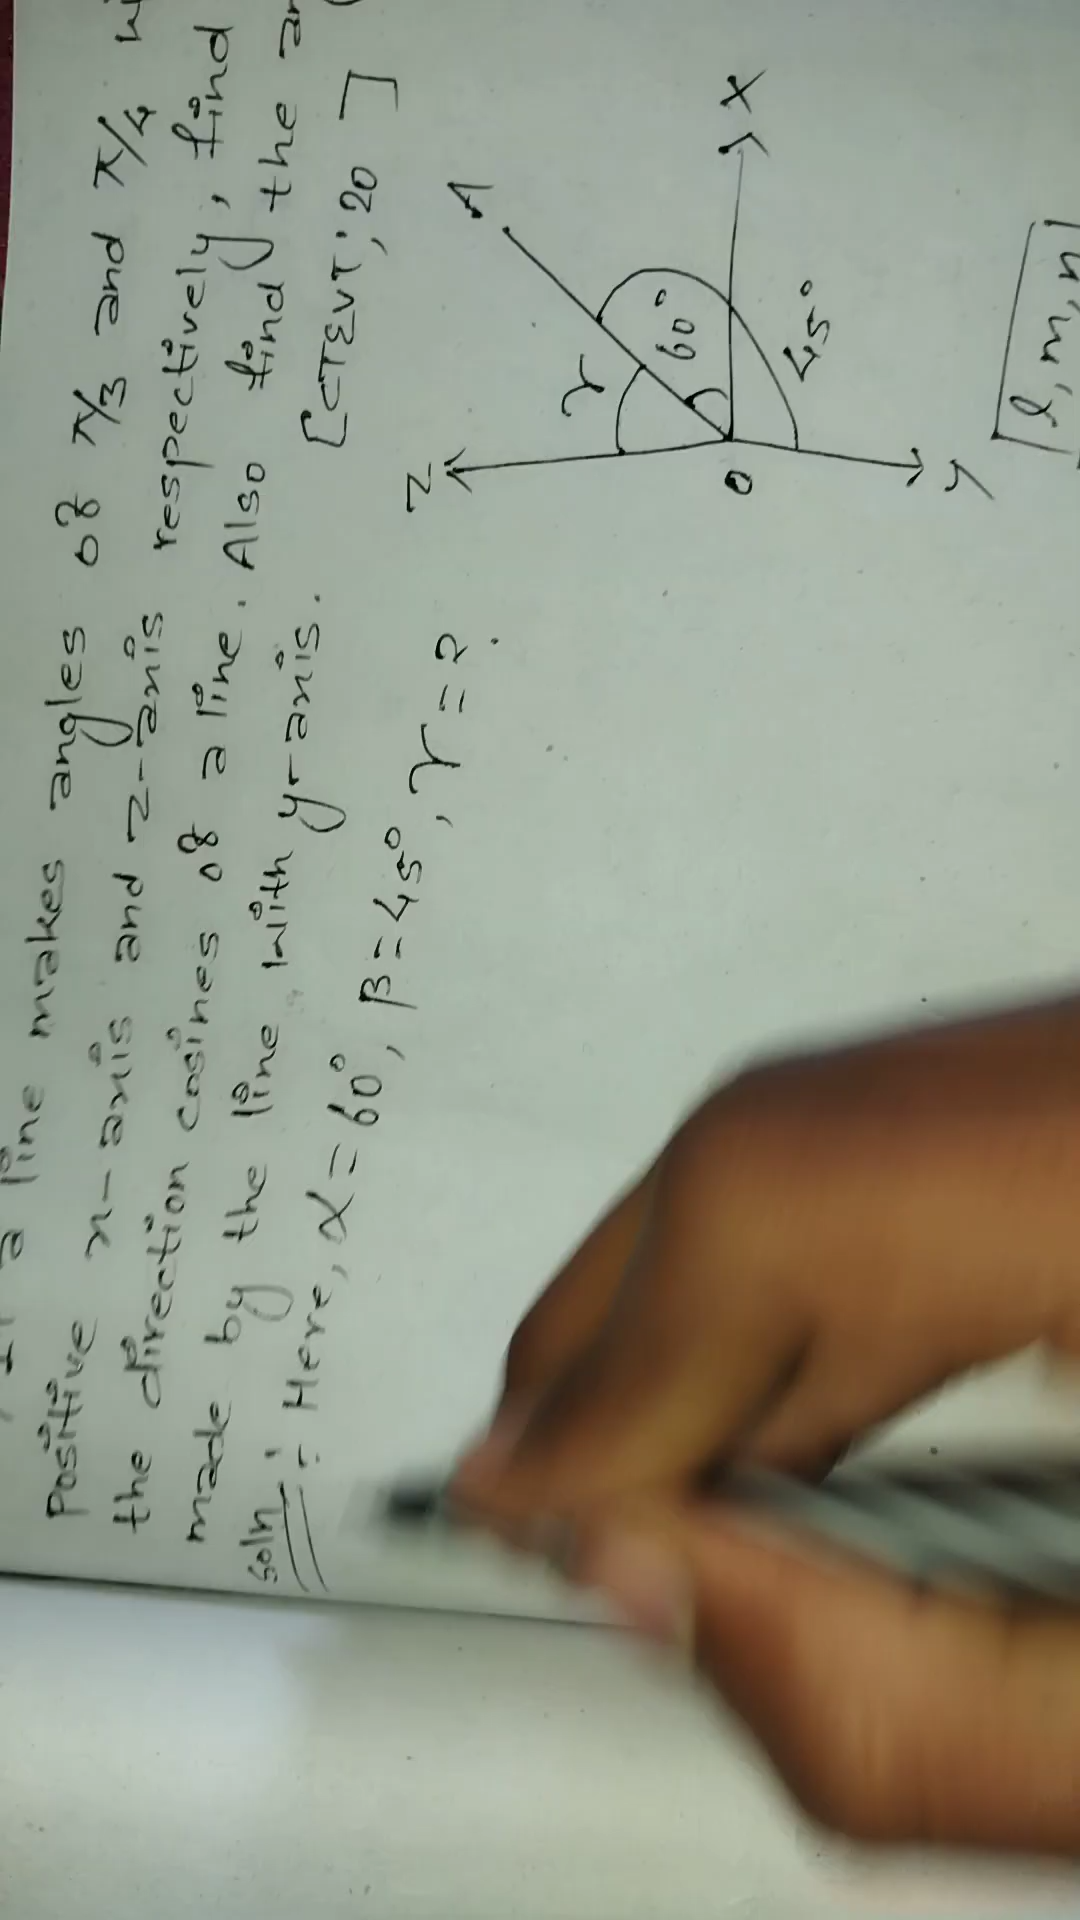 a line makes angles of π/3 and π/4
positive x-axis and z-axis respectively, find
the direction cosines of a line. Also find the
made by the line with y-axis. [CTEVT, 20 ]
Soln: Here, α = 60°, β = 45°, γ = ?
A
Z
X
Y
O
γ
60°
45°
l, m, n